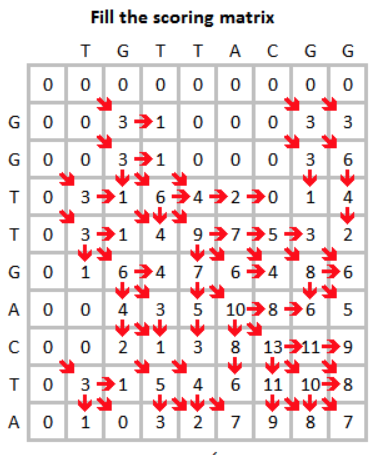 Fill the scoring matrix
T G T T A C G G
0 0 0 0 0 0 0 0 0
G 0 0 3 1 0 0 0 3 3
G 0 0 3 1 0 0 0 3 6
T 0 3 1 6 4 2 0 1 4
T 0 3 1 4 9 7 5 3 2
G 0 1 6 4 7 6 4 8 6
A 0 0 4 3 5 10 8 6 5
C 0 0 2 1 3 8 13 11 9
T 0 3 1 5 4 6 11 10 8
A 0 1 0 3 2 7 9 8 7